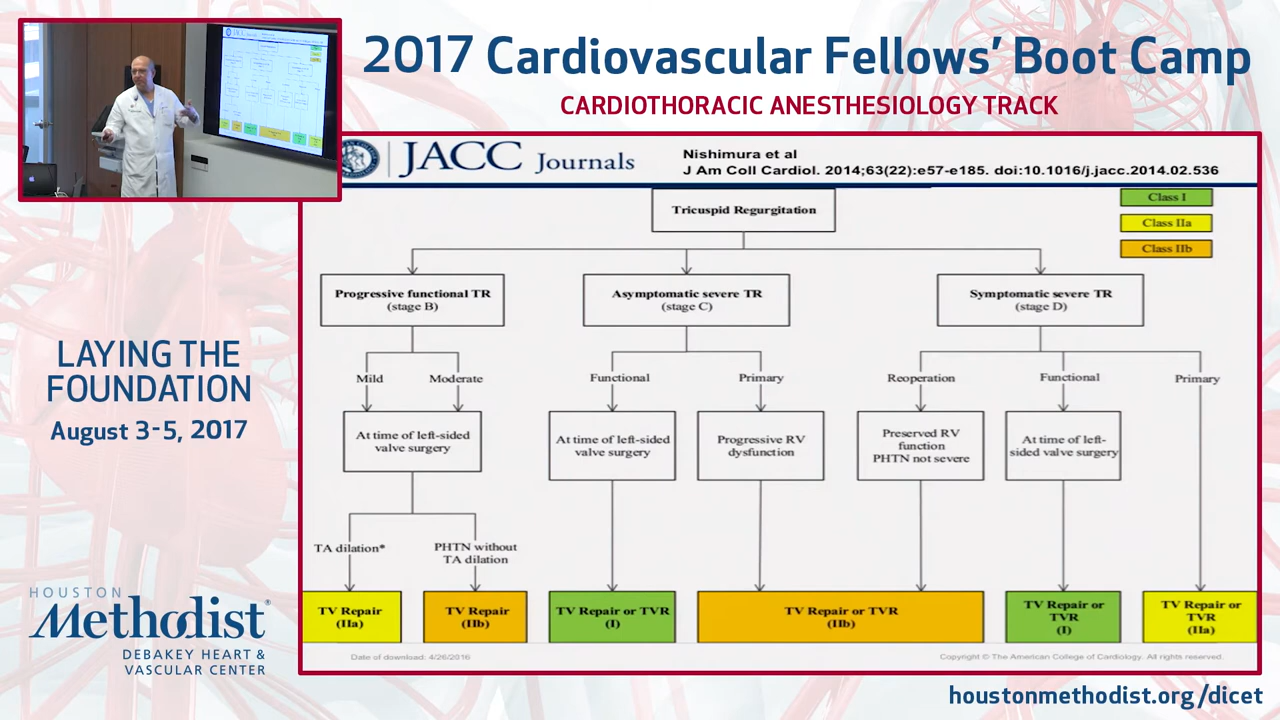 2017 Cardiovascular Fellows' Boot Camp
CARDIOTHORACIC ANESTHESIOLOGY TRACK
LAYING THE
FOUNDATION
August 3-5, 2017
HOUSTON
Methodist®
DEBAKEY HEART &
VASCULAR CENTER
JACC Journals
Nishimura et al
J Am Coll Cardiol. 2014;63(22):e57-e185. doi:10.1016/j.jacc.2014.02.536
Class I
Class IIa
Class IIb
Tricuspid Regurgitation
Progressive functional TR
(stage B)
Asymptomatic severe TR
(stage C)
Symptomatic severe TR
(stage D)
Mild
Moderate
Functional
Primary
Reoperation
Functional
Primary
At time of left-sided
valve surgery
At time of left-sided
valve surgery
Progressive RV
dysfunction
Preserved RV
function
PHTN not severe
At time of left-
sided valve surgery
TA dilation*
PHTN without
TA dilation
TV Repair
(IIa)
TV Repair
(IIb)
TV Repair or TVR
(I)
TV Repair or TVR
(IIb)
TV Repair or
TVR
(I)
TV Repair or
TVR
(IIa)
Date of download: 4/26/2016
Copyright © The American College of Cardiology. All rights reserved.
houstonmethodist.org/dicet